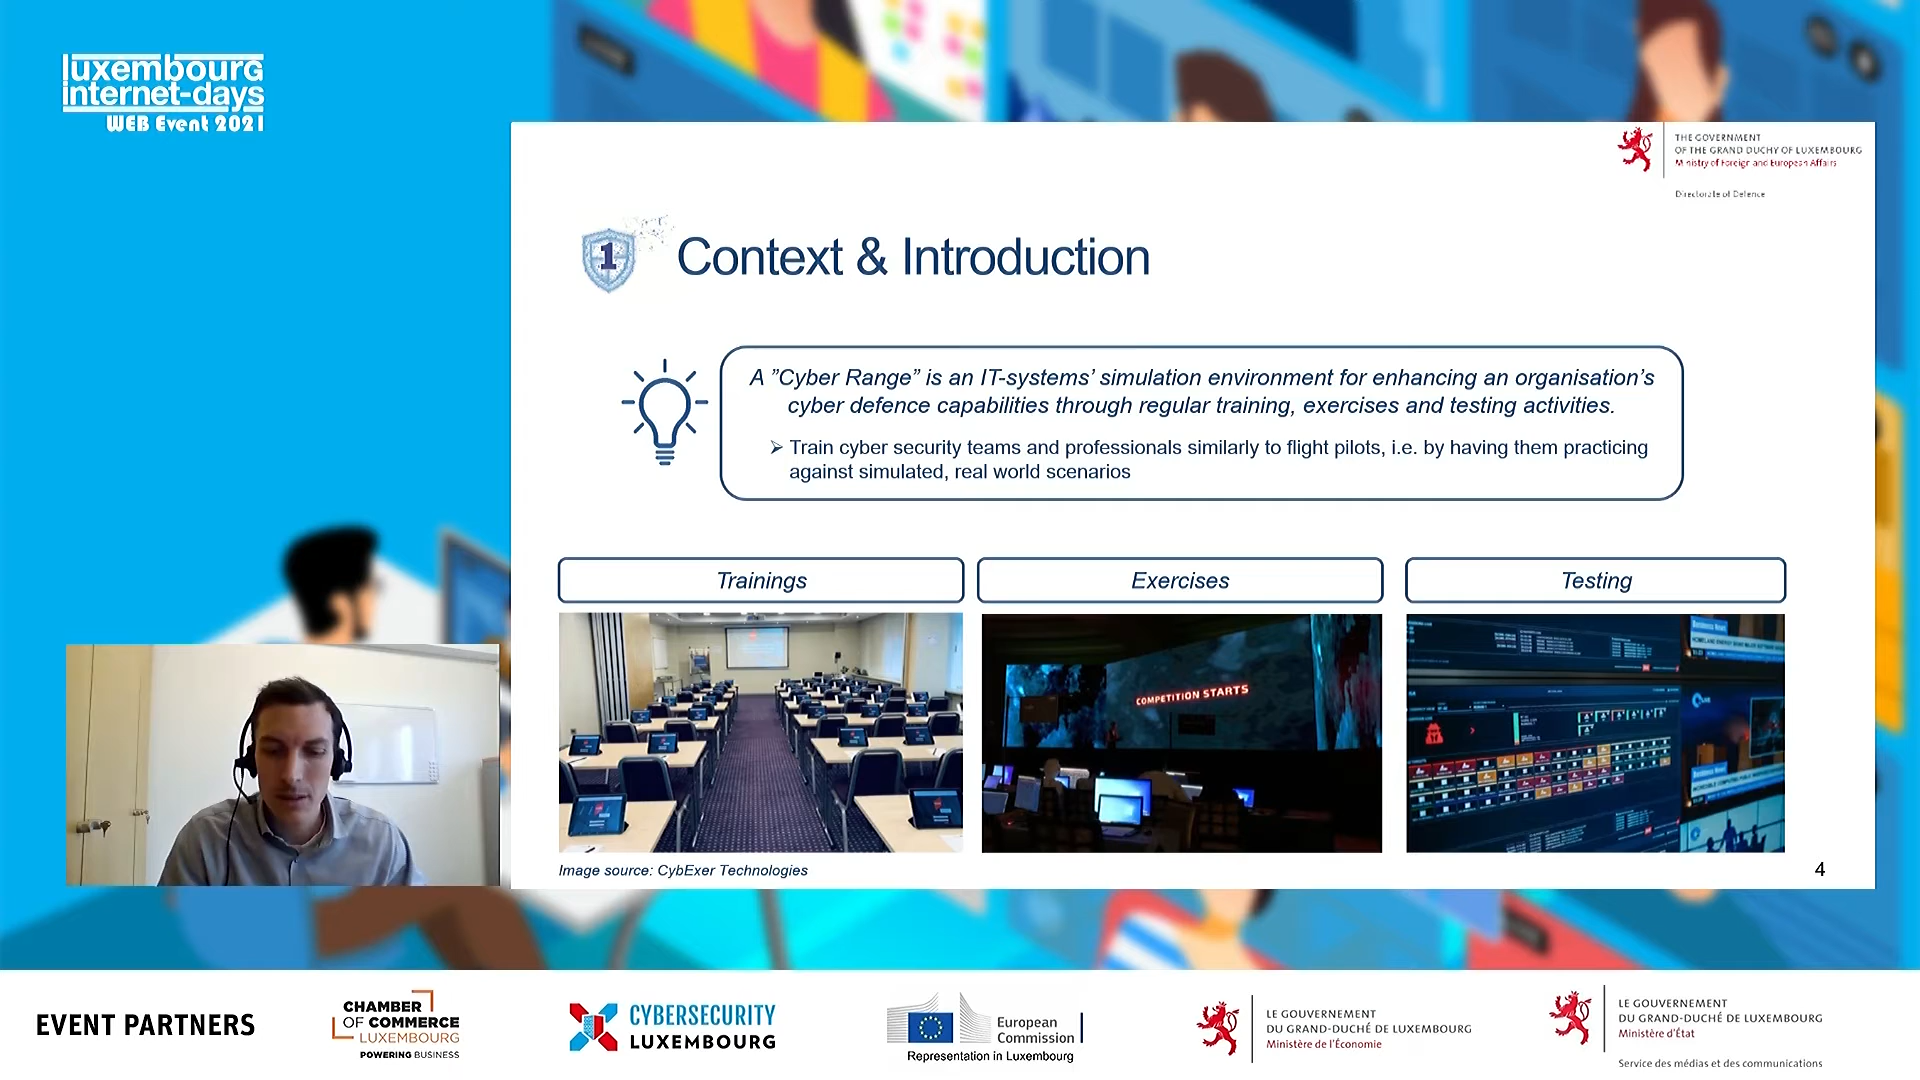 luxembourg
internet-days
WEB Event 2021
THE GOVERNMENT
OF THE GRAND DUCHY OF LUXEMBOURG
Ministry of Foreign and European Affairs
Directorate of Defence
1
Context & Introduction
A ”Cyber Range” is an IT-systems’ simulation environment for enhancing an organisation’s
cyber defence capabilities through regular training, exercises and testing activities.
➢ Train cyber security teams and professionals similarly to flight pilots, i.e. by having them practicing
against simulated, real world scenarios
Trainings
Exercises
Testing
COMPETITION STARTS
Business News
Image source: CybExer Technologies
4
EVENT PARTNERS
CHAMBER
OF COMMERCE
LUXEMBOURG
POWERING BUSINESS
CYBERSECURITY
LUXEMBOURG
European
Commission
Representation in Luxembourg
LE GOUVERNEMENT
DU GRAND-DUCHÉ DE LUXEMBOURG
Ministère de l'Économie
LE GOUVERNEMENT
DU GRAND-DUCHÉ DE LUXEMBOURG
Ministère d'État
Service des médias et des communications